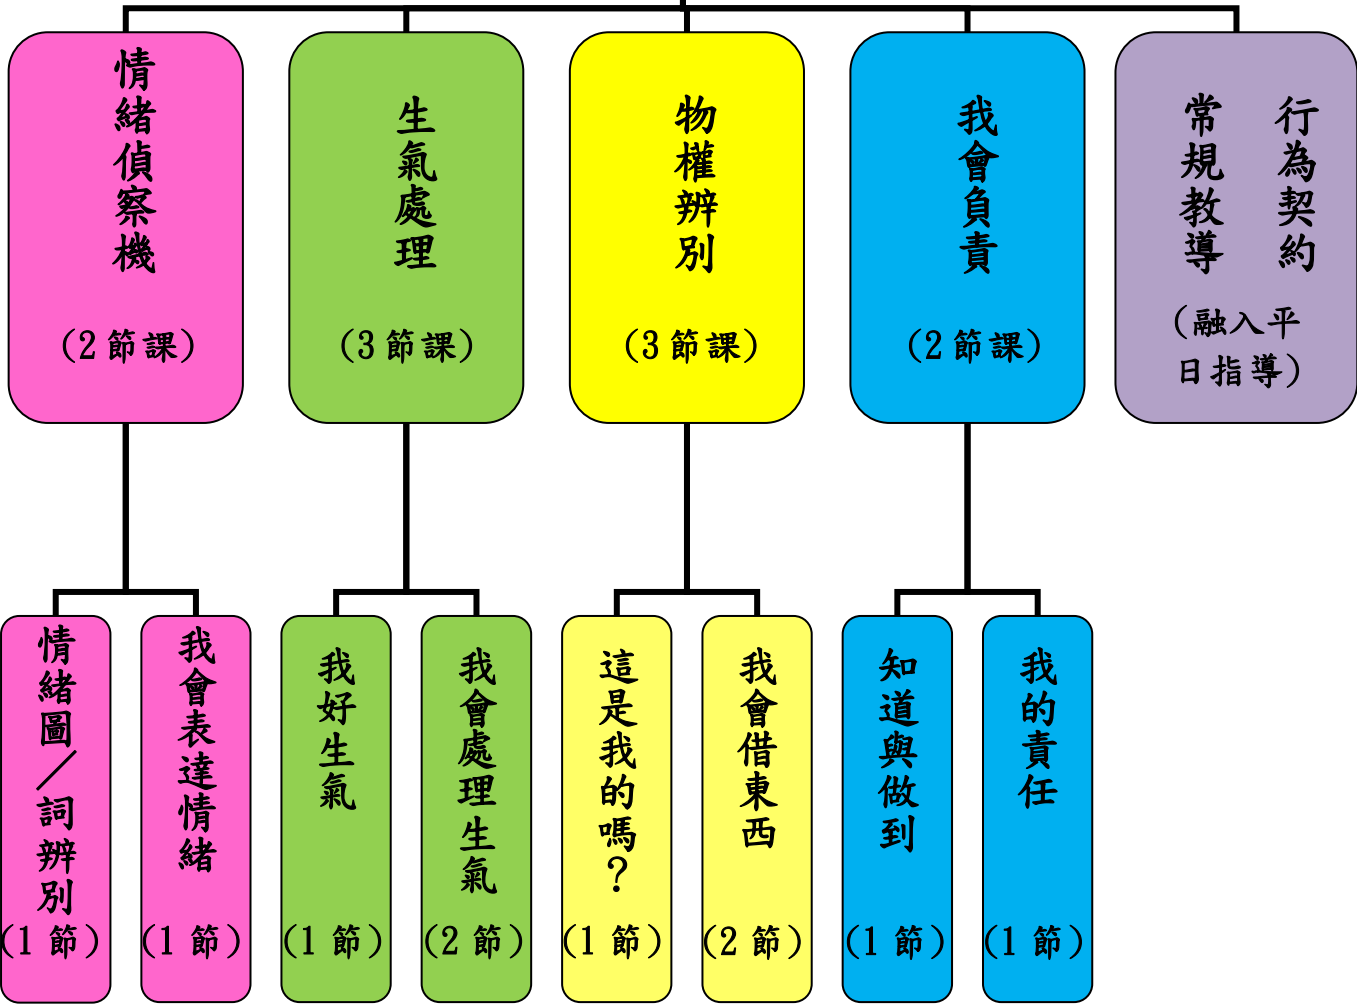 情緒偵察機
(2節課)
生氣處理
(3節課)
物權辨別
(3節課)
我會負責
(2節課)
行為契約
常規教導
(融入平
日指導)
情緒圖／詞辨別
(1節)
我會表達情緒
(1節)
我好生氣
(1節)
我會處理生氣
(2節)
這是我的嗎？
(1節)
我會借東西
(2節)
知道與做到
(1節)
我的責任
(1節)